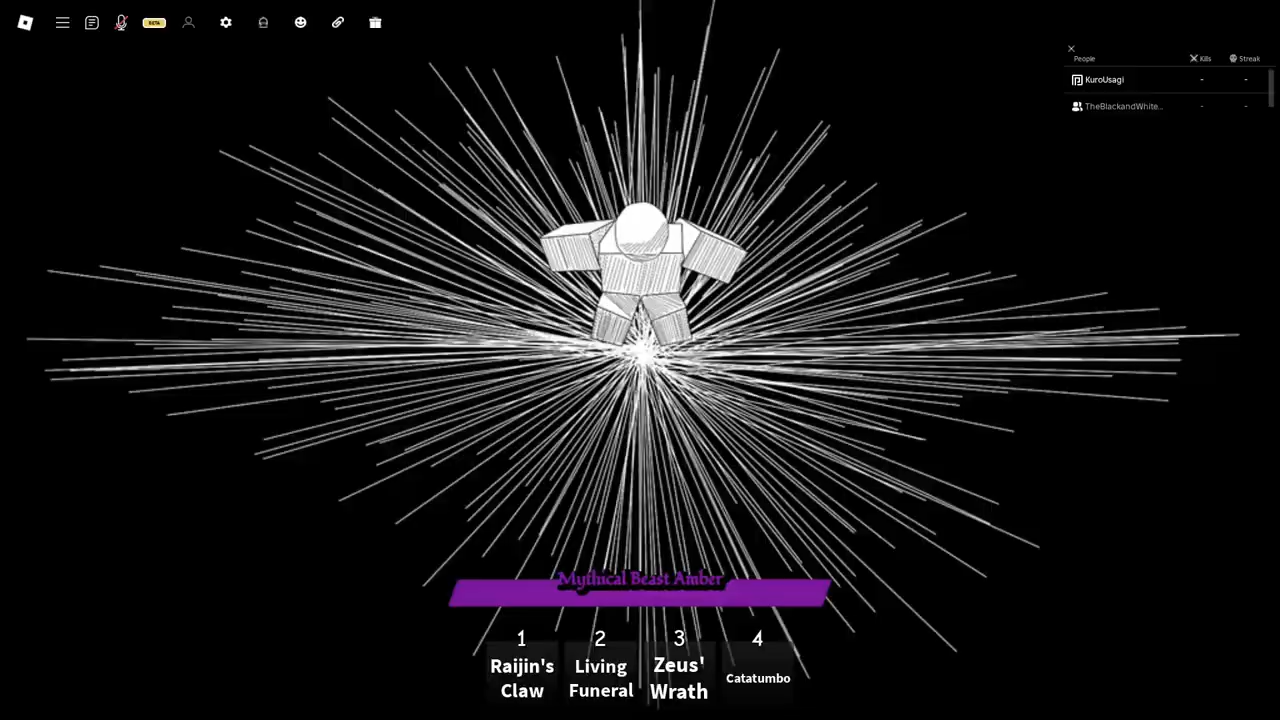 BETA
People Kills Streak
KuroUsagi - -
TheBlackandWhite... - -
Mythical Beast Amber
1 2 3 4
Raijin's Claw
Living Funeral
Zeus' Wrath
Catatumbo